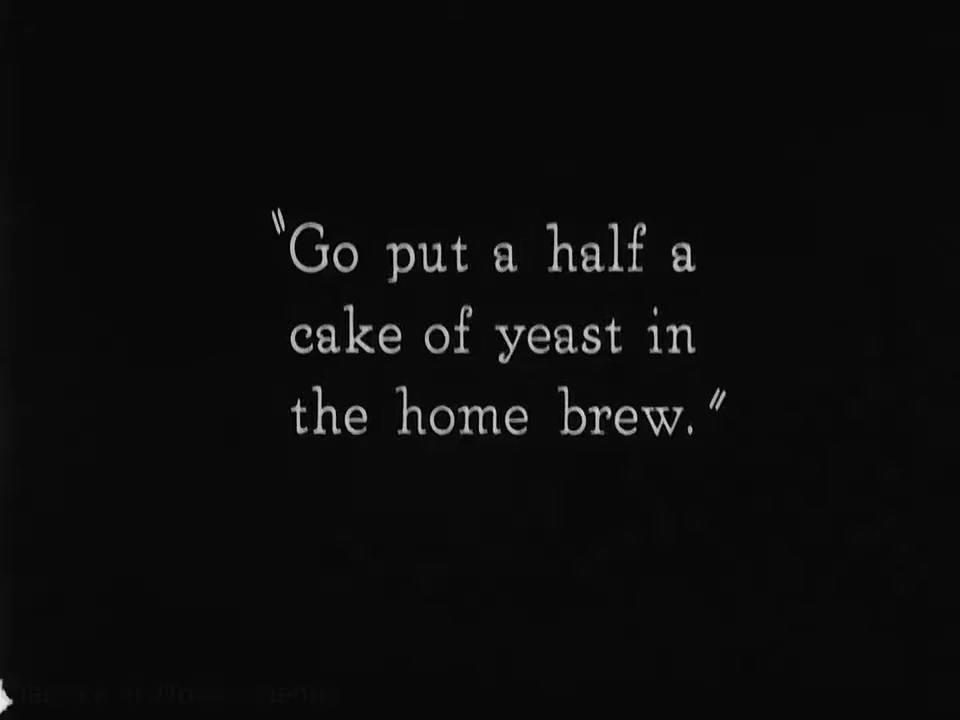 "Go put a half a
cake of yeast in
the home brew."